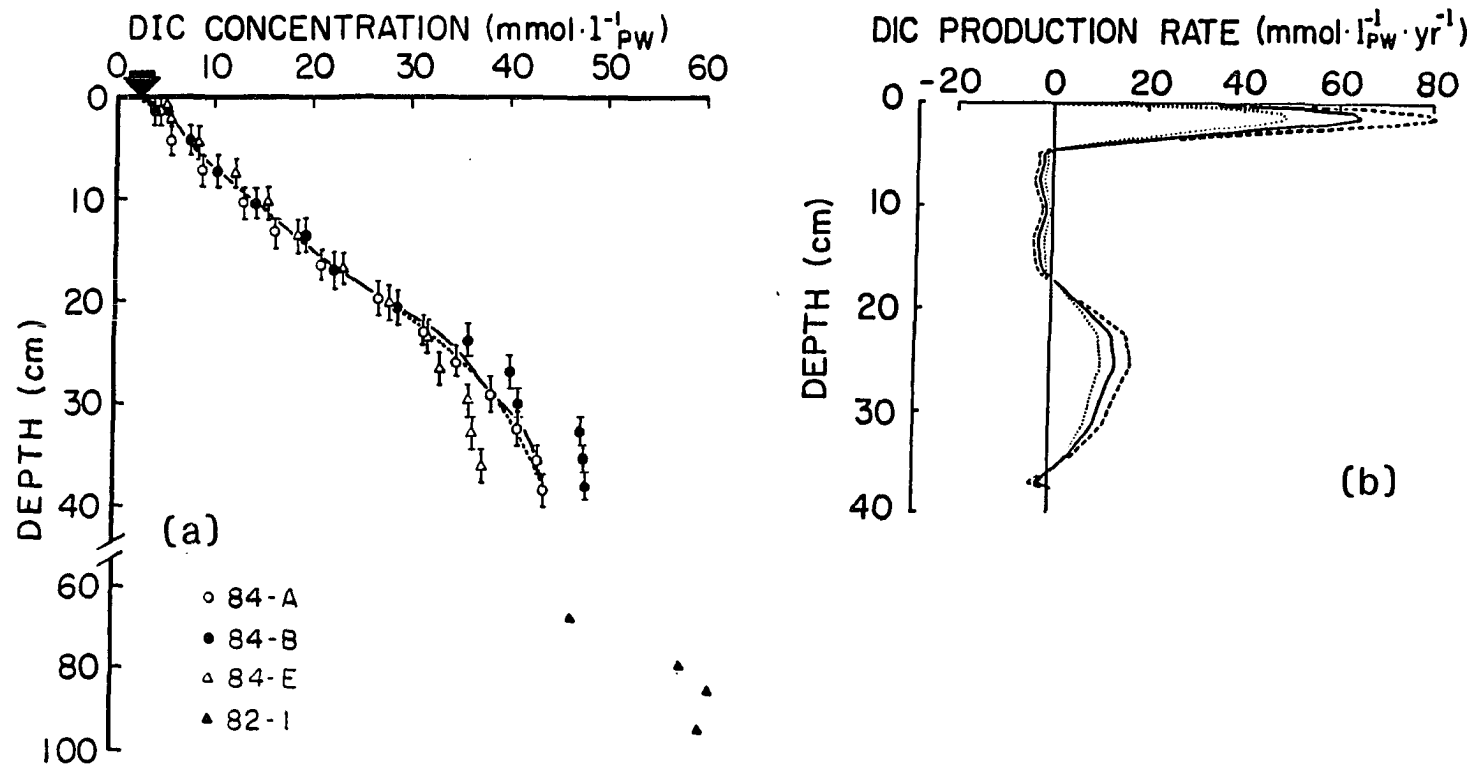 DIC CONCENTRATION (mmol·l⁻¹PW)
0 10 20 30 40 50 60
0
10
20
30
40
60
80
100
DEPTH (cm)
(a)
84-A
84-B
84-E
82-1
DIC PRODUCTION RATE (mmol·l⁻¹PW·yr⁻¹)
-20 0 20 40 60 80
0
10
20
30
40
DEPTH (cm)
(b)